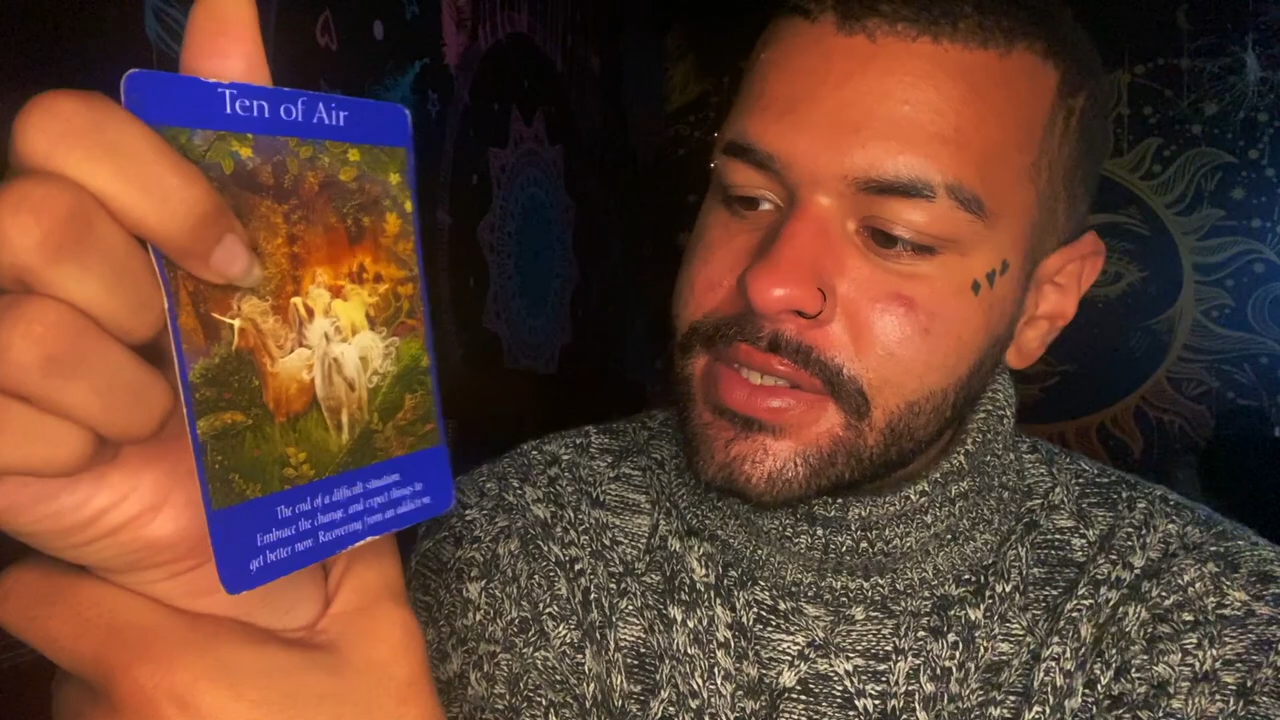 Ten of Air
The end of a difficult situation.
Embrace the change, and expect things to
get better now. Recovering from an addiction.